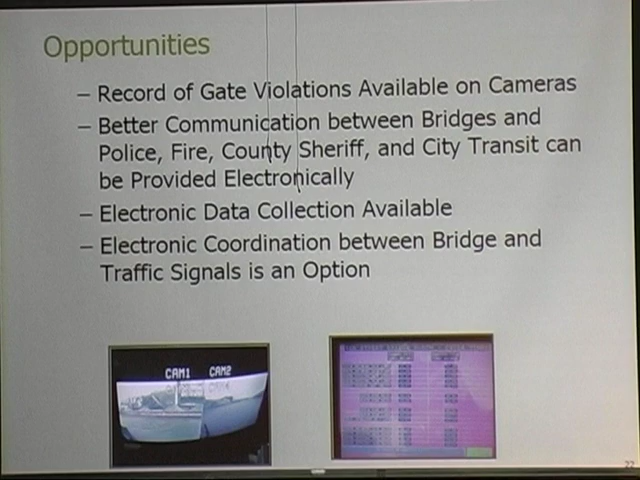 Opportunities
– Record of Gate Violations Available on Cameras
– Better Communication between Bridges and
Police, Fire, County Sheriff, and City Transit can
be Provided Electronically
– Electronic Data Collection Available
– Electronic Coordination between Bridge and
Traffic Signals is an Option
CAM1 CAM2
22